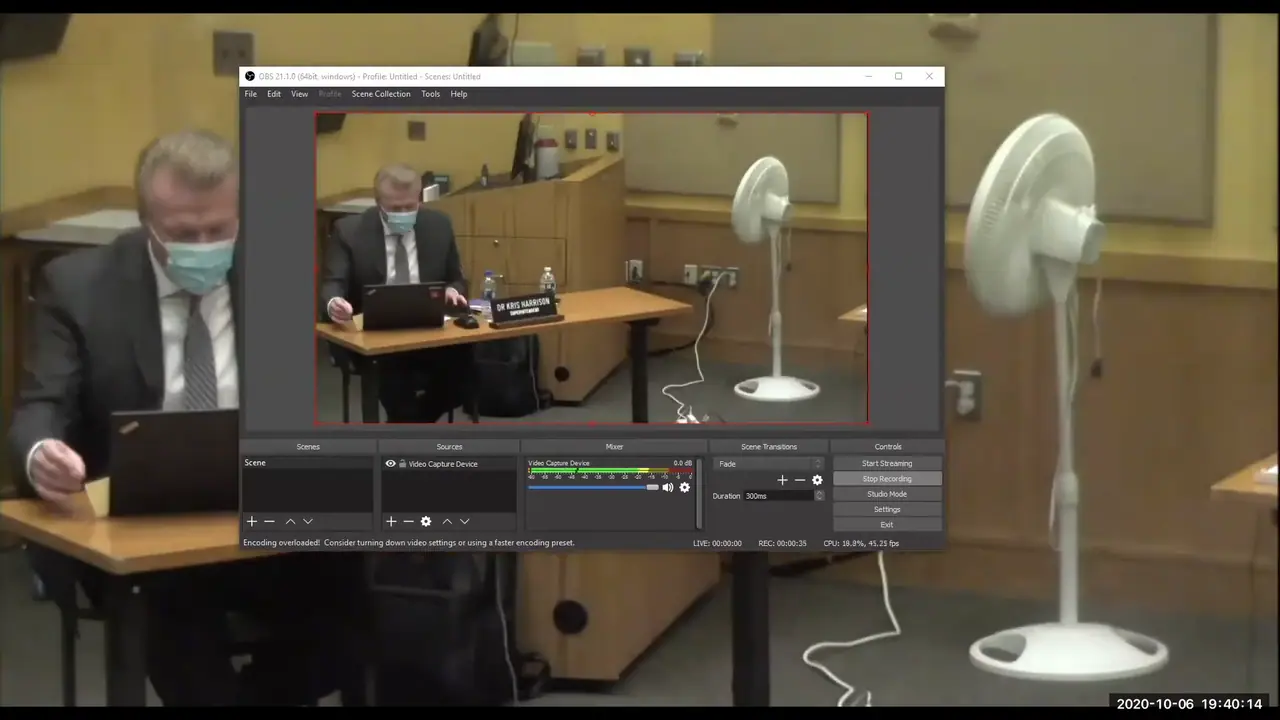 OBS 21.1.0 (64bit, windows) - Profile: Untitled - Scenes: Untitled
File Edit View Profile Scene Collection Tools Help
DR KRIS HARRISON
SUPERINTENDENT
Scenes Sources Mixer Scene Transitions Controls
Scene
Video Capture Device
Video Capture Device 0.0 dB
Fade
Duration 300ms
Start Streaming
Stop Recording
Studio Mode
Settings
Exit
Encoding overloaded! Consider turning down video settings or using a faster encoding preset.
LIVE: 00:00:00 REC: 00:00:35 CPU: 18.8%, 45.25 fps
2020-10-06 19:40:14